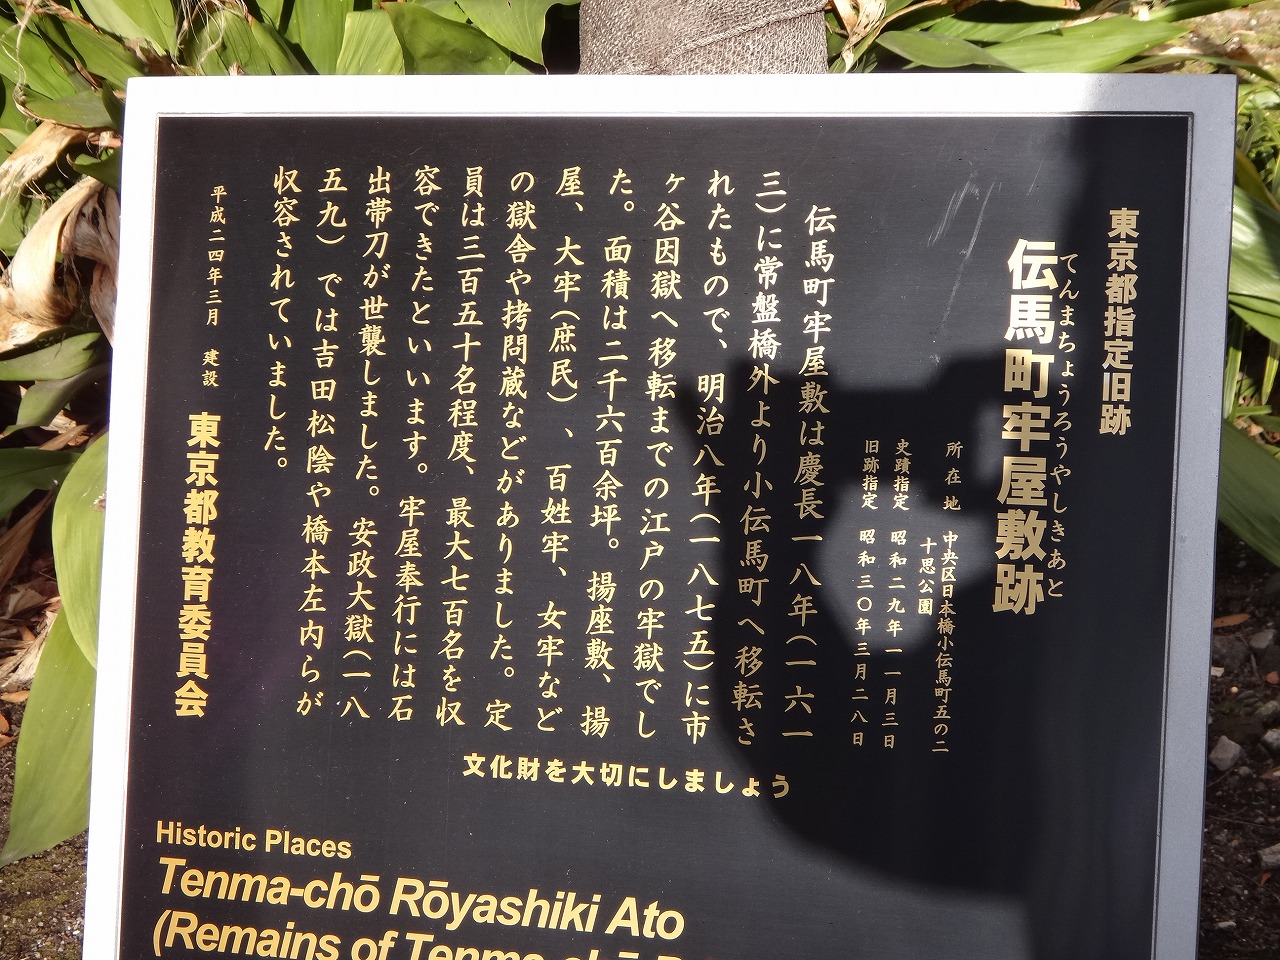 東京都指定旧跡
伝馬町牢屋敷跡
てんまちょうろうやしきあと
所在地 中央区日本橋小伝馬町五の二
十思公園
史蹟指定 昭和二九年一一月三日
旧跡指定 昭和三〇年三月二八日
伝馬町牢屋敷は慶長一八年(一六一
三)に常盤橋外より小伝馬町へ移転さ
れたもので、明治八年(一八七五)に市
ヶ谷囚獄へ移転までの江戸の牢獄でし
た。面積は二千六百余坪。揚座敷、揚
屋、大牢(庶民)、百姓牢、女牢など
の獄舎や拷問蔵などがありました。定
員は三百五十名程度、最大七百名を収
容できたといいます。牢屋奉行には石
出帯刀が世襲しました。安政大獄(一八
五九)では吉田松陰や橋本左内らが
収容されていました。
平成二四年三月 建設
東京都教育委員会
文化財を大切にしましょう
Historic Places
Tenma-chō Rōyashiki Ato
(Remains of Tenma-chō